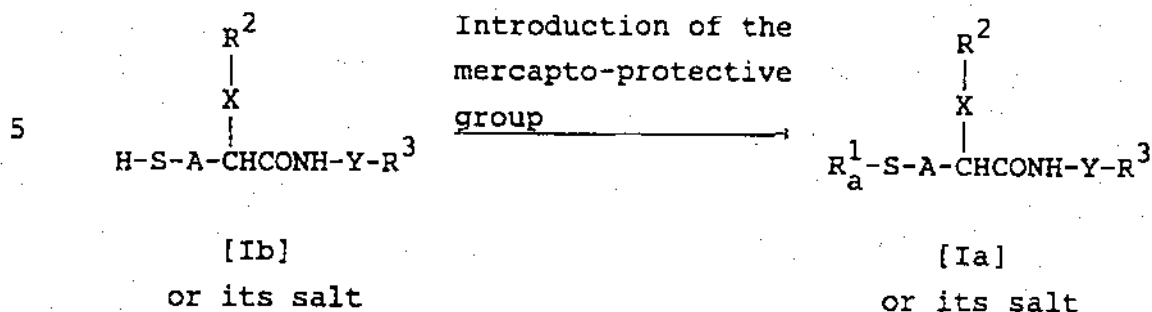 R2
Introduction of the
R2
mercapto-protective
X
group
X
5
H-S-A-CHCONH-Y-R3
R1a-S-A-CHCONH-Y-R3
[Ib]
[Ia]
or its salt
or its salt